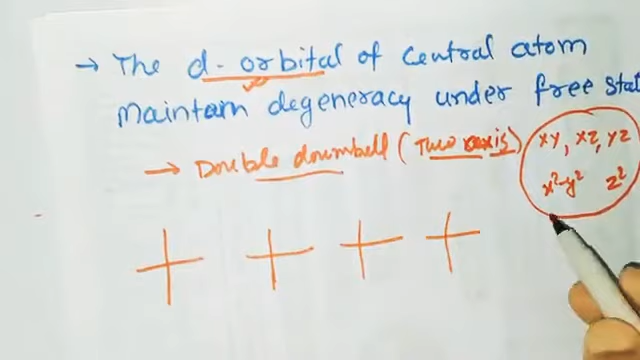 → The d-orbital of central atom
Maintain degeneracy under free Stat
→ Double doumbell (Two axis)
xy, xz, yz
x²-y² z²